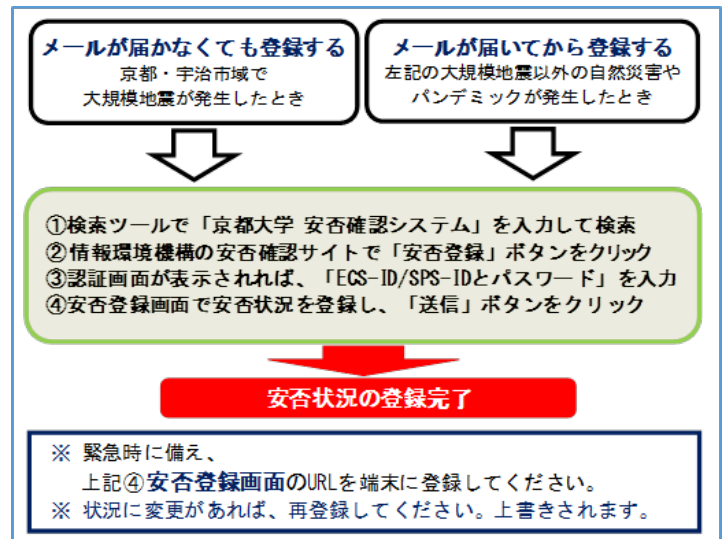 メールが届かなくても登録する
京都・宇治市域で
大規模地震が発生したとき
メールが届いてから登録する
左記の大規模地震以外の自然災害や
パンデミックが発生したとき
①検索ツールで「京都大学 安否確認システム」を入力して検索
②情報環境機構の安否確認サイトで「安否登録」ボタンをクリック
③認証画面が表示されれば、「ECS-ID/SPS-IDとパスワード」を入力
④安否登録画面で安否状況を登録し、「送信」ボタンをクリック
安否状況の登録完了
※ 緊急時に備え、
上記④安否登録画面のURLを端末に登録してください。
※ 状況に変更があれば、再登録してください。上書きされます。